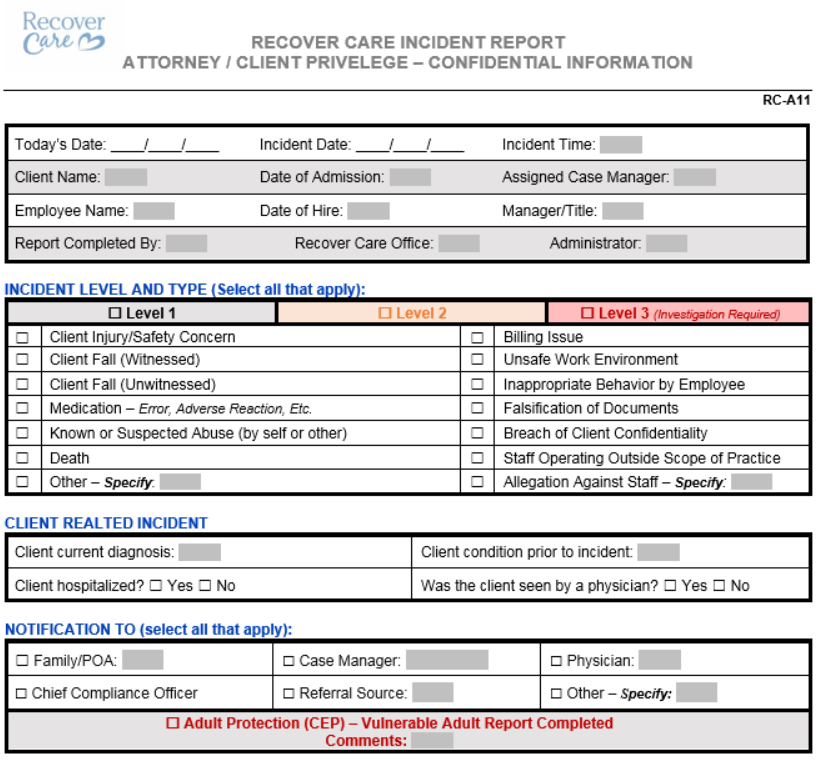 Recover
Care
RECOVER CARE INCIDENT REPORT
ATTORNEY / CLIENT PRIVELEGE – CONFIDENTIAL INFORMATION
RC-A11
Today's Date: ____/____/____ Incident Date: ____/____/____ Incident Time:
Client Name: Date of Admission: Assigned Case Manager:
Employee Name: Date of Hire: Manager/Title:
Report Completed By: Recover Care Office: Administrator:
INCIDENT LEVEL AND TYPE (Select all that apply):
☐ Level 1 ☐ Level 2 ☐ Level 3 (Investigation Required)
☐ Client Injury/Safety Concern ☐ Billing Issue
☐ Client Fall (Witnessed) ☐ Unsafe Work Environment
☐ Client Fall (Unwitnessed) ☐ Inappropriate Behavior by Employee
☐ Medication – Error, Adverse Reaction, Etc. ☐ Falsification of Documents
☐ Known or Suspected Abuse (by self or other) ☐ Breach of Client Confidentiality
☐ Death ☐ Staff Operating Outside Scope of Practice
☐ Other – Specify: ☐ Allegation Against Staff – Specify:
CLIENT REALTED INCIDENT
Client current diagnosis: Client condition prior to incident:
Client hospitalized? ☐ Yes ☐ No Was the client seen by a physician? ☐ Yes ☐ No
NOTIFICATION TO (select all that apply):
☐ Family/POA: ☐ Case Manager: ☐ Physician:
☐ Chief Compliance Officer ☐ Referral Source: ☐ Other – Specify:
☐ Adult Protection (CEP) – Vulnerable Adult Report Completed
Comments: